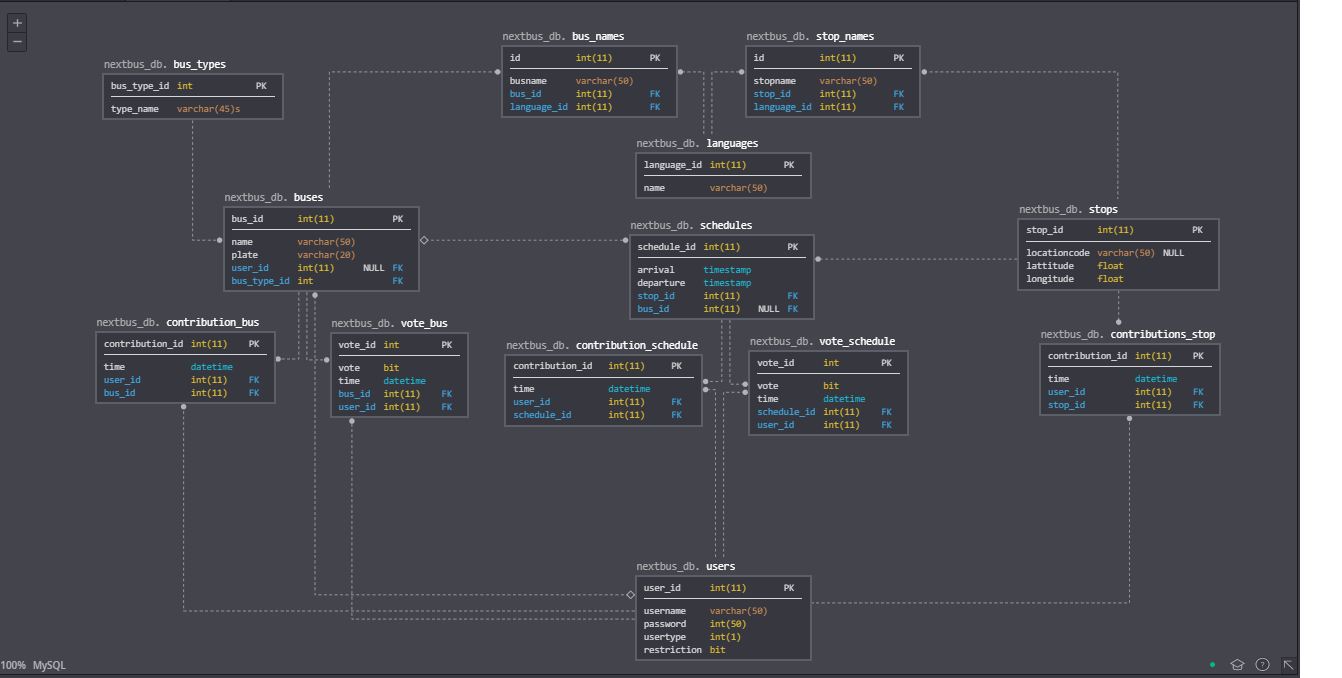 nextbus_db. bus_types
bus_type_id int PK
type_name varchar(45)s
nextbus_db. bus_names
id int(11) PK
busname varchar(50)
bus_id int(11) FK
language_id int(11) FK
nextbus_db. stop_names
id int(11) PK
stopname varchar(50)
stop_id int(11) FK
language_id int(11) FK
nextbus_db. languages
language_id int(11) PK
name varchar(50)
nextbus_db. buses
bus_id int(11) PK
name varchar(50)
plate varchar(20)
user_id int(11) NULL FK
bus_type_id int FK
nextbus_db. schedules
schedule_id int(11) PK
arrival timestamp
departure timestamp
stop_id int(11) FK
bus_id int(11) NULL FK
nextbus_db. stops
stop_id int(11) PK
locationcode varchar(50) NULL
lattitude float
longitude float
nextbus_db. contribution_bus
contribution_id int(11) PK
time datetime
user_id int(11) FK
bus_id int(11) FK
nextbus_db. vote_bus
vote_id int PK
vote bit
time datetime
bus_id int(11) FK
user_id int(11) FK
nextbus_db. contribution_schedule
contribution_id int(11) PK
time datetime
user_id int(11) FK
schedule_id int(11) FK
nextbus_db. vote_schedule
vote_id int PK
vote bit
time datetime
schedule_id int(11) FK
user_id int(11) FK
nextbus_db. contributions_stop
contribution_id int(11) PK
time datetime
user_id int(11) FK
stop_id int(11) FK
nextbus_db. users
user_id int(11) PK
username varchar(50)
password int(50)
usertype int(1)
restriction bit
100% MySQL